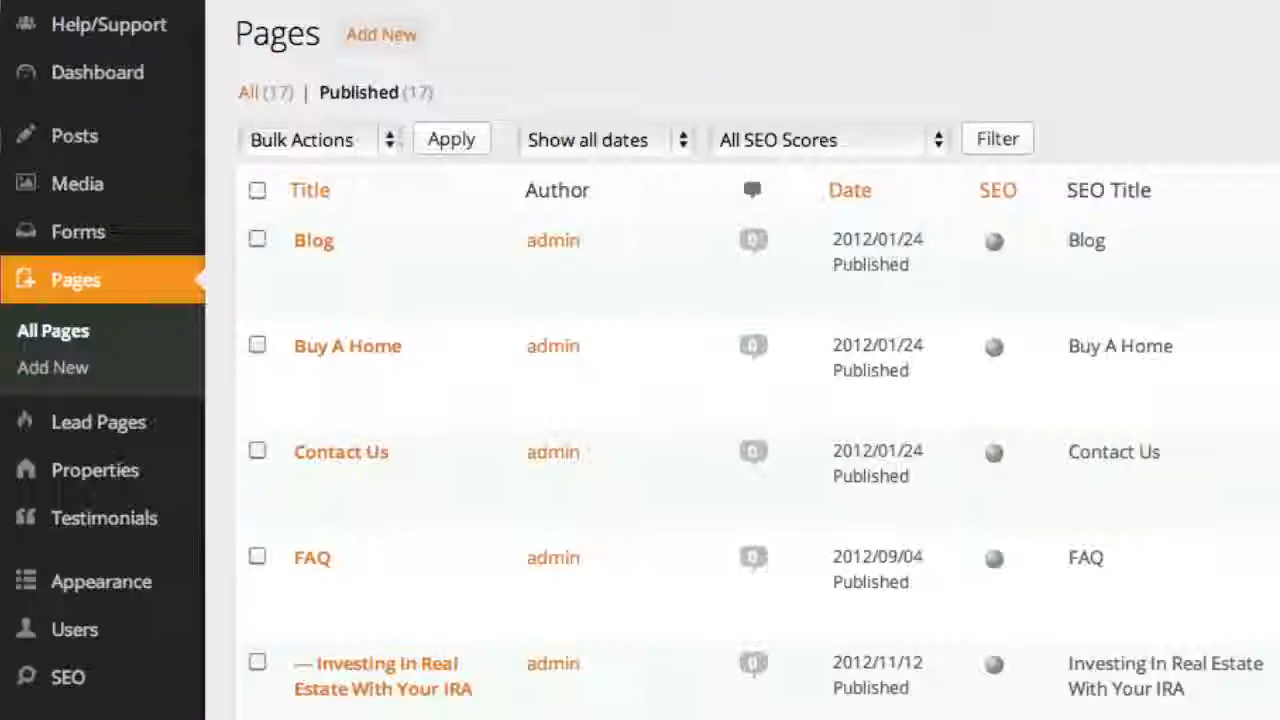 Help/Support
Dashboard
Posts
Media
Forms
Pages
All Pages
Add New
Lead Pages
Properties
Testimonials
Appearance
Users
SEO
Pages Add New
All (17) | Published (17)
Bulk Actions Apply Show all dates All SEO Scores Filter
Title Author Date SEO SEO Title
Blog admin 0 2012/01/24 Blog
Published
Buy A Home admin 0 2012/01/24 Buy A Home
Published
Contact Us admin 0 2012/01/24 Contact Us
Published
FAQ admin 0 2012/09/04 FAQ
Published
— Investing In Real admin 0 2012/11/12 Investing In Real Estate
Estate With Your IRA Published With Your IRA